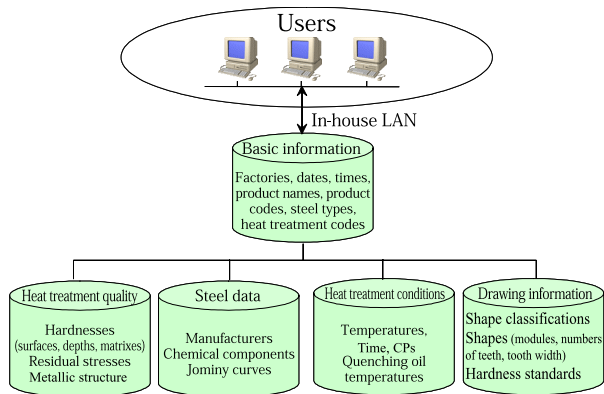 Users
In-house LAN
Basic information
Factories, dates, times,
product names, product
codes, steel types,
heat treatment codes
Heat treatment quality
Hardnesses
(surfaces, depths, matrixes)
Residual stresses
Metallic structure
Steel data
Manufacturers
Chemical components
Jominy curves
Heat treatment conditions
Temperatures,
Time, CPs
Quenching oil
temperatures
Drawing information
Shape classifications
Shapes (modules, numbers
of teeth, tooth width)
Hardness standards